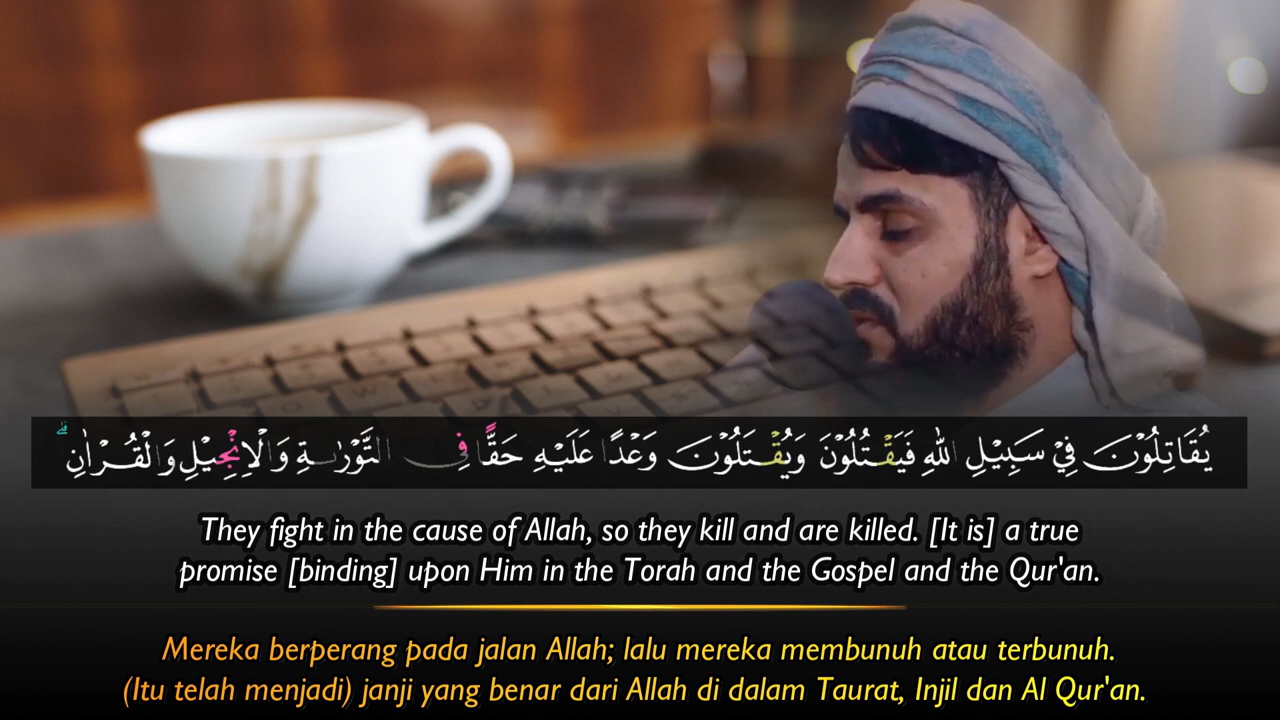 يُقَاتِلُوْنَ فِيْ سَبِيْلِ اللّٰهِ فَيَقْتُلُوْنَ وَيُقْتَلُوْنَ وَعْدًا عَلَيْهِ حَقًّا فِى التَّوْرٰىةِ وَالْاِنْجِيْلِ وَالْقُرْاٰنِۗ
They fight in the cause of Allah, so they kill and are killed. [It is] a true
promise [binding] upon Him in the Torah and the Gospel and the Qur'an.
Mereka berperang pada jalan Allah; lalu mereka membunuh atau terbunuh.
(Itu telah menjadi) janji yang benar dari Allah di dalam Taurat, Injil dan Al Qur'an.